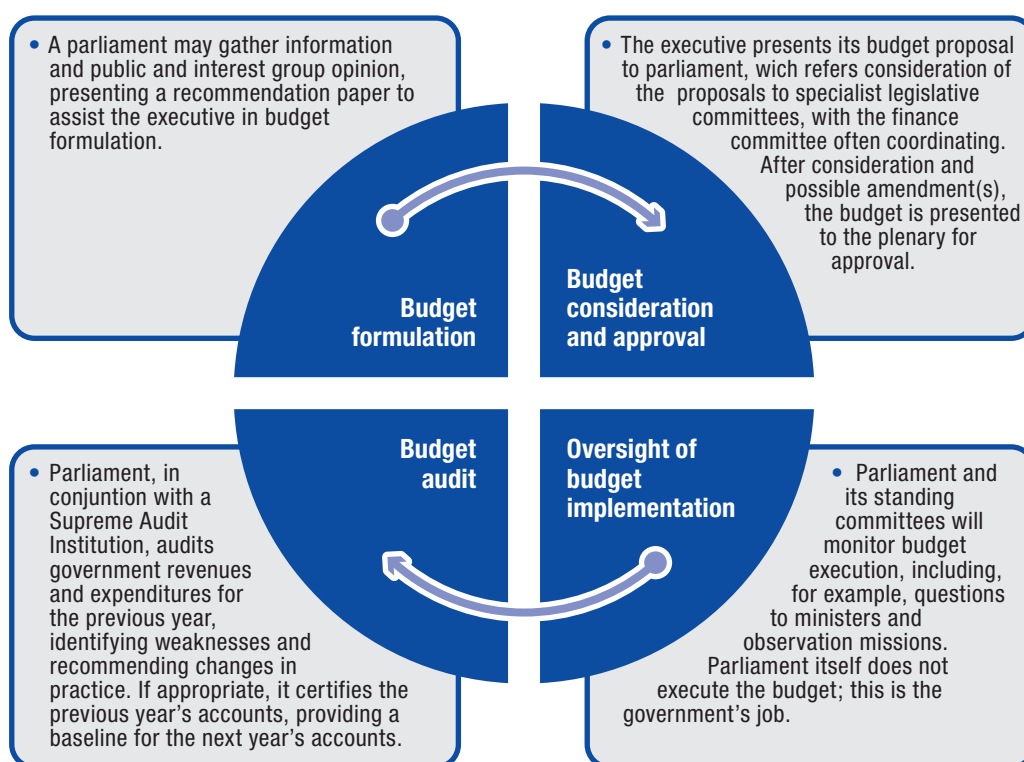 • A parliament may gather information
and public and interest group opinion,
presenting a recommendation paper to
assist the executive in budget
formulation.
• The executive presents its budget proposal
to parliament, wich refers consideration of
the proposals to specialist legislative
committees, with the finance
committee often coordinating.
After consideration and
possible amendment(s),
the budget is presented
to the plenary for
approval.
Budget
formulation
Budget
consideration
and approval
Budget
audit
Oversight of
budget
implementation
• Parliament, in
conjuntion with a
Supreme Audit
Institution, audits
government revenues
and expenditures for
the previous year,
identifying weaknesses and
recommending changes in
practice. If appropriate, it certifies the
previous year’s accounts, providing a
baseline for the next year’s accounts.
• Parliament and
its standing
committees will
monitor budget
execution, including,
for example, questions
to ministers and
observation missions.
Parliament itself does not
execute the budget; this is the
government’s job.